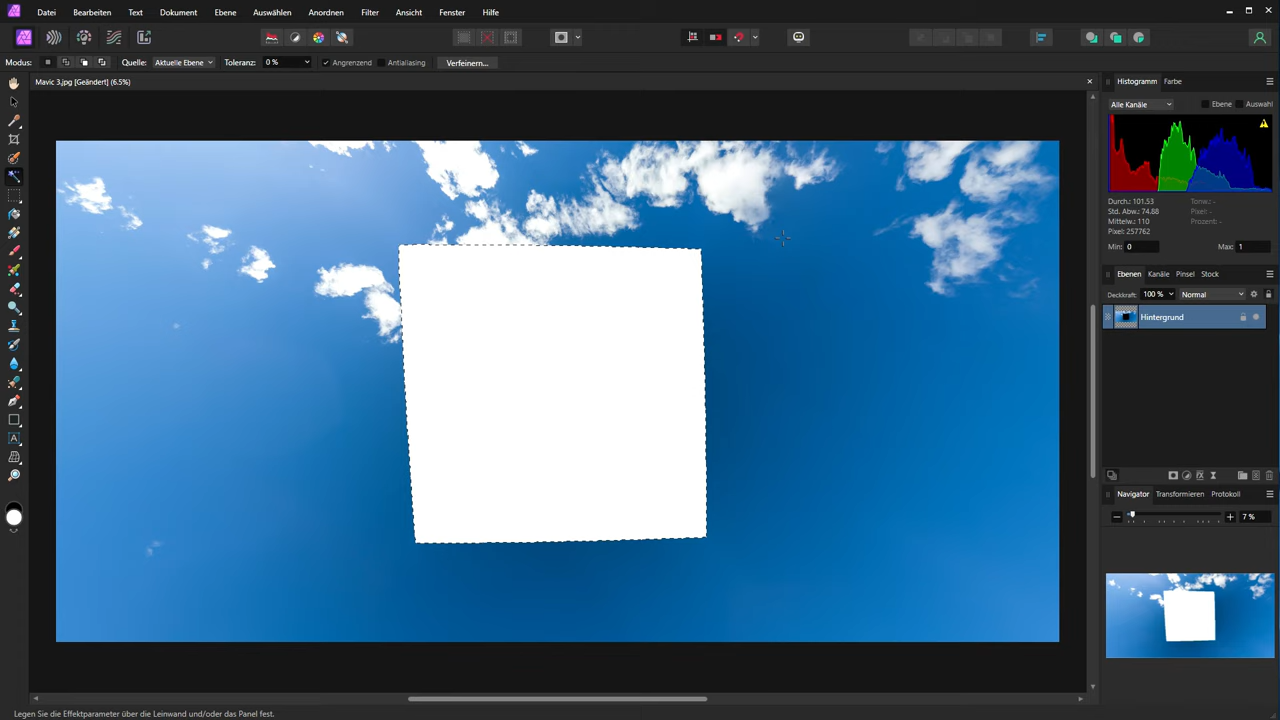 Datei Bearbeiten Text Dokument Ebene Auswählen Anordnen Filter Ansicht Fenster Hilfe
Modus: Quelle: Aktuelle Ebene Toleranz: 0 % Angrenzend Antialiasing Verfeinern...
Mavic 3.jpg [Geändert] (6.5%)
Histogramm Farbe
Alle Kanäle Ebene Auswahl
Durch.: 101.53 Tonw.: -
Std. Abw.: 74.88 Pixel: -
Mittelw.: 110 Prozent: -
Pixel: 257762
Min: 0 Max: 1
Ebenen Kanäle Pinsel Stock
Deckkraft: 100 % Normal
Hintergrund
Navigator Transformieren Protokoll
7 %
Legen Sie die Effektparameter über die Leinwand und/oder das Panel fest.